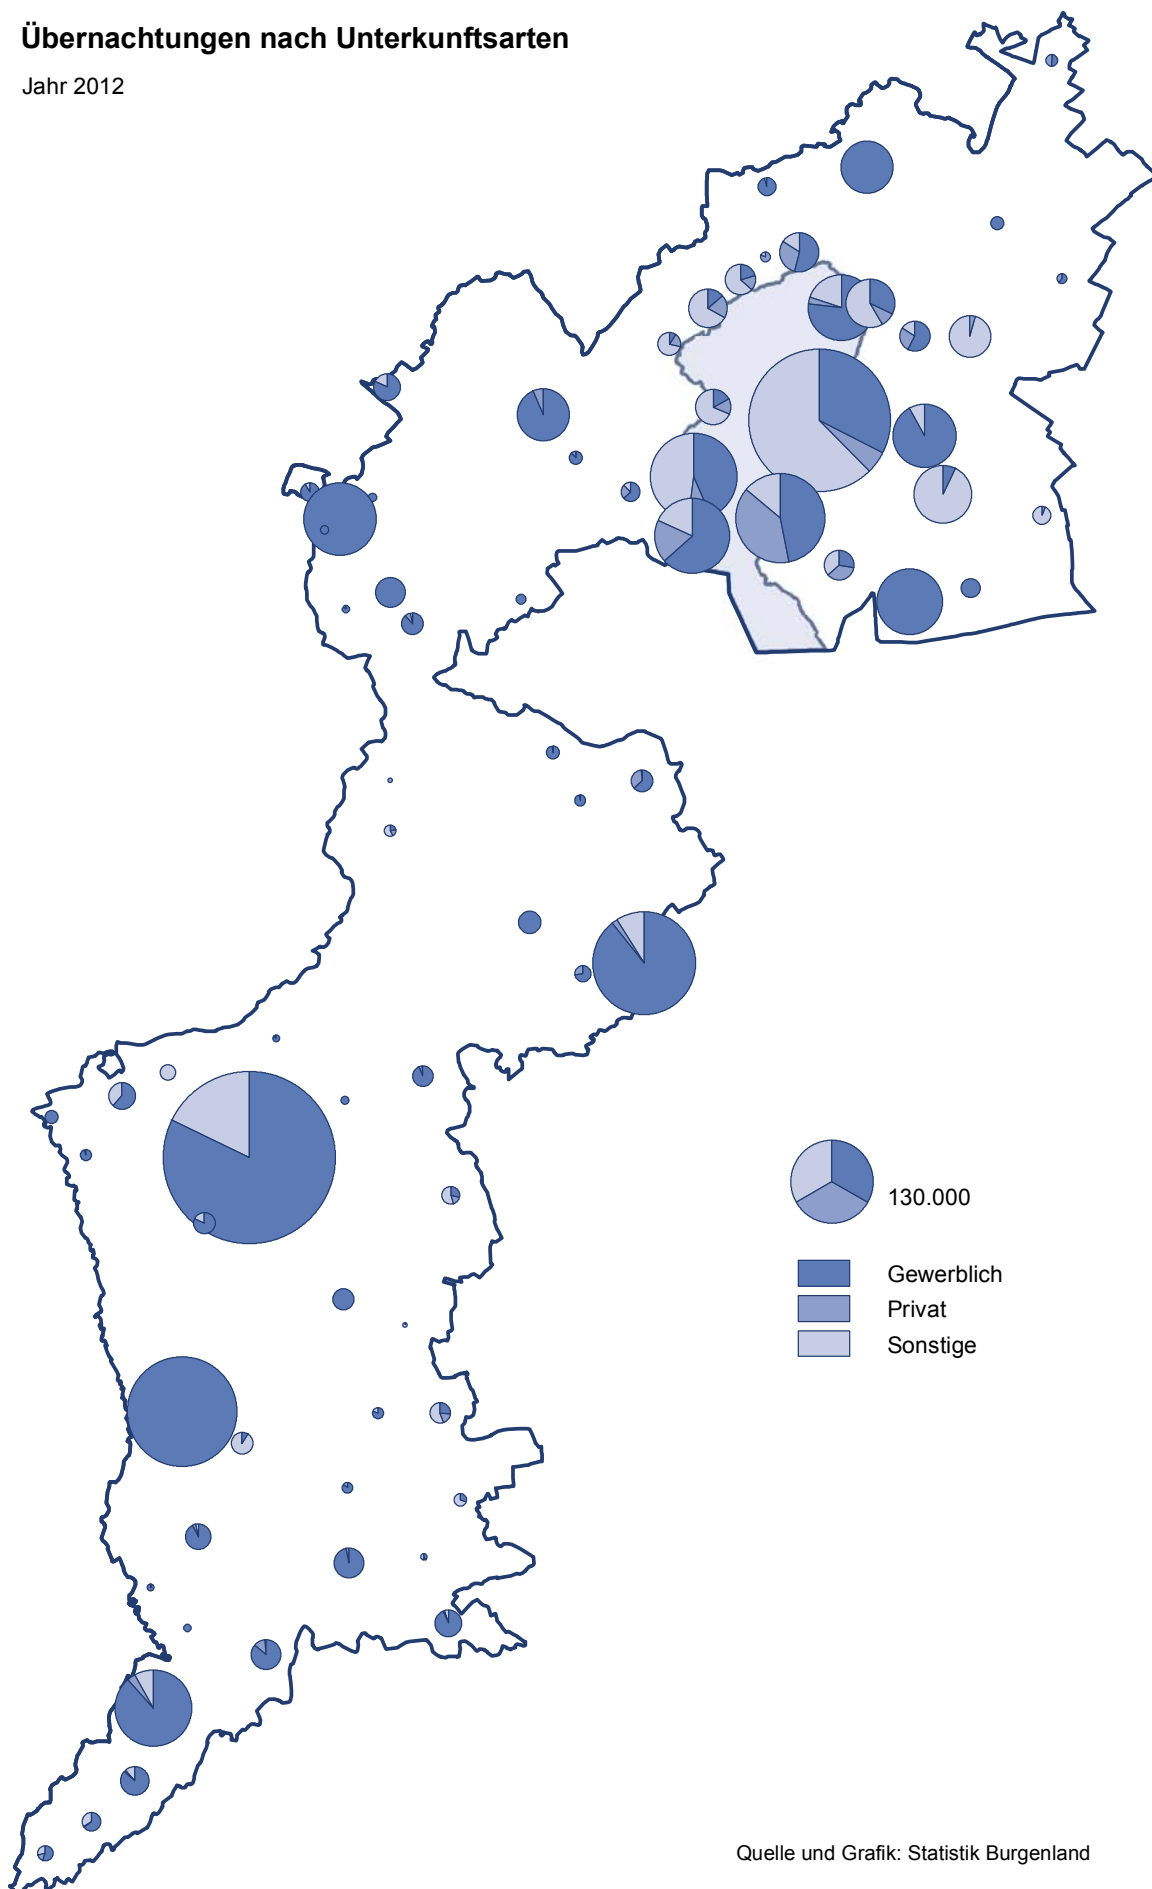 Übernachtungen nach Unterkunftsarten
Jahr 2012
130.000
Gewerblich
Privat
Sonstige
Quelle und Grafik: Statistik Burgenland